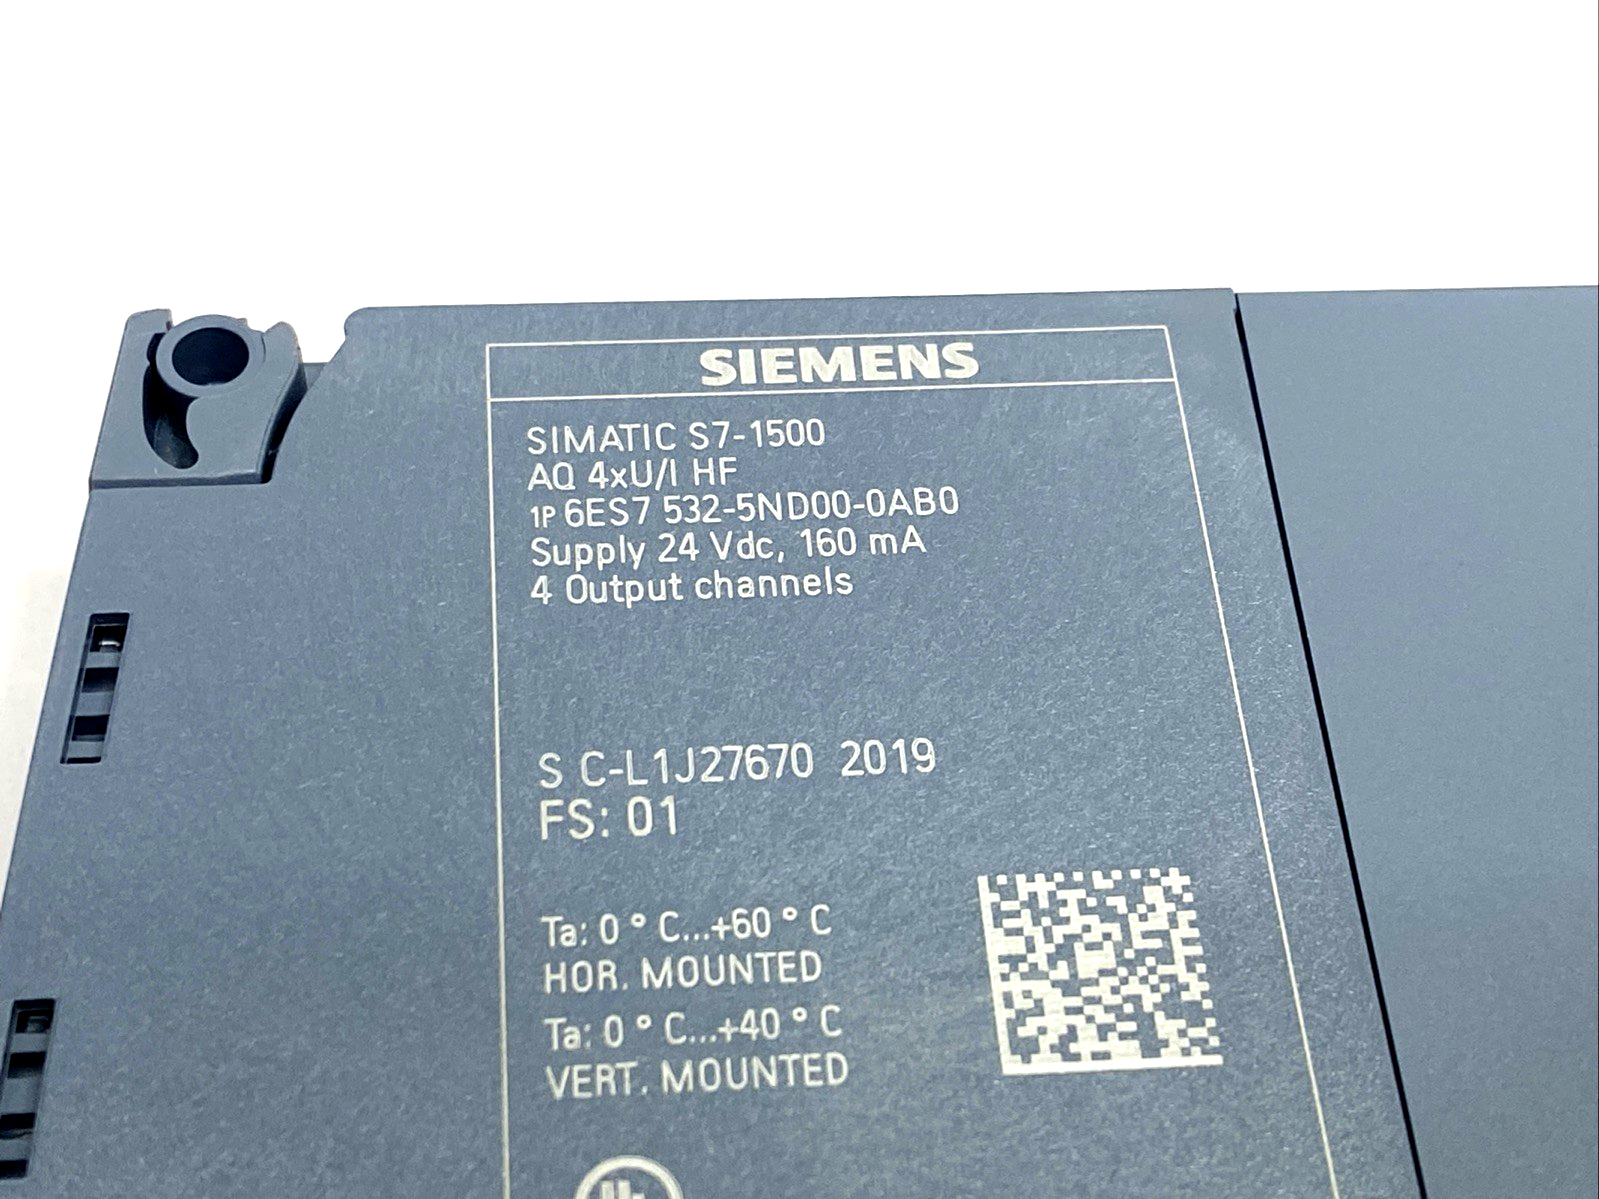 SIEMENS
SIMATIC S7-1500
AQ 4xU/I HF
1P 6ES7 532-5ND00-0AB0
Supply 24 Vdc, 160 mA
4 Output channels
S C-L1J27670 2019
FS: 01
Ta: 0 ° C...+60 ° C
HOR. MOUNTED
Ta: 0 ° C...+40 ° C
VERT. MOUNTED